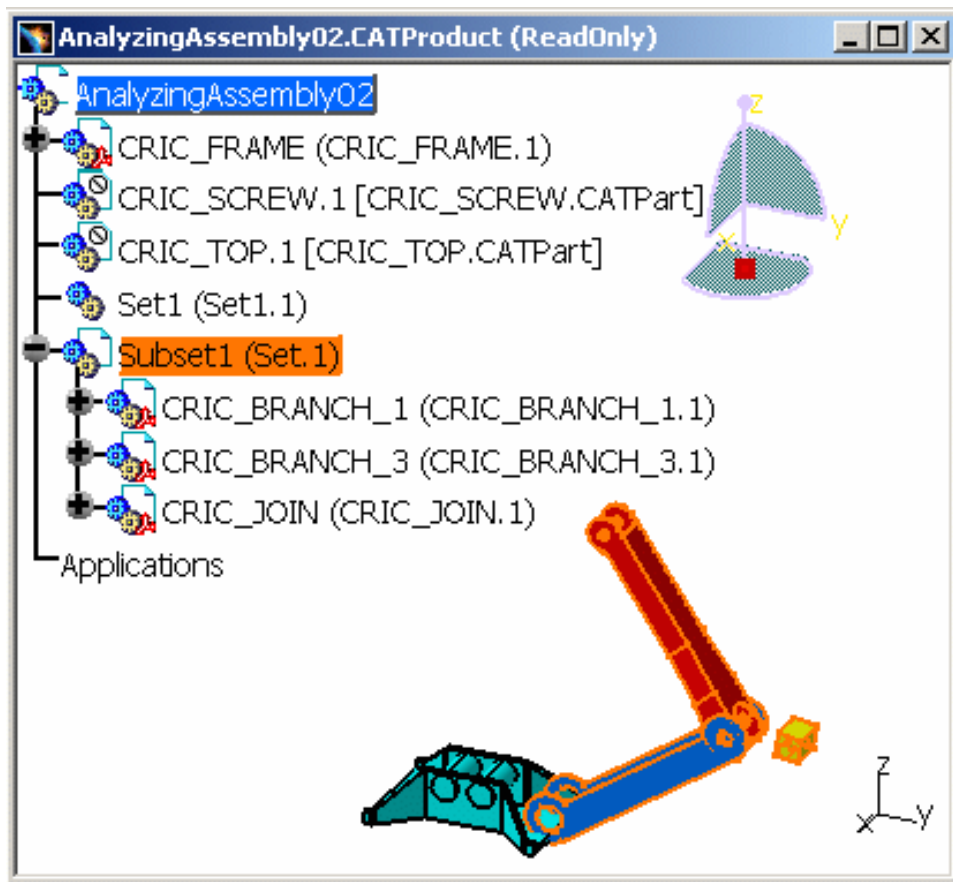 AnalyzingAssembly02.CATProduct (ReadOnly)
AnalyzingAssembly02
CRIC_FRAME (CRIC_FRAME.1)
CRIC_SCREW.1 [CRIC_SCREW.CATPart]
CRIC_TOP.1 [CRIC_TOP.CATPart]
Set1 (Set1.1)
Subset1 (Set.1)
CRIC_BRANCH_1 (CRIC_BRANCH_1.1)
CRIC_BRANCH_3 (CRIC_BRANCH_3.1)
CRIC_JOIN (CRIC_JOIN.1)
Applications
z
y
x
z
x
y